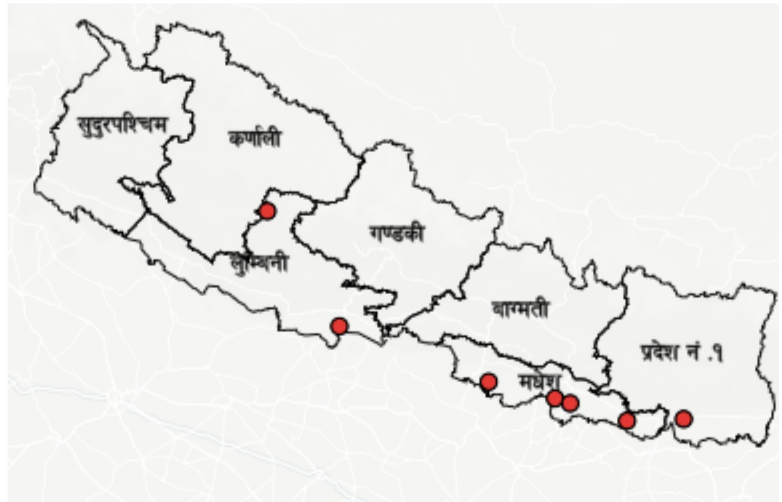 सुदुरपश्चिम
कर्णाली
गण्डकी
लुम्बिनी
बाग्मती
प्रदेश नं .१
मधेश